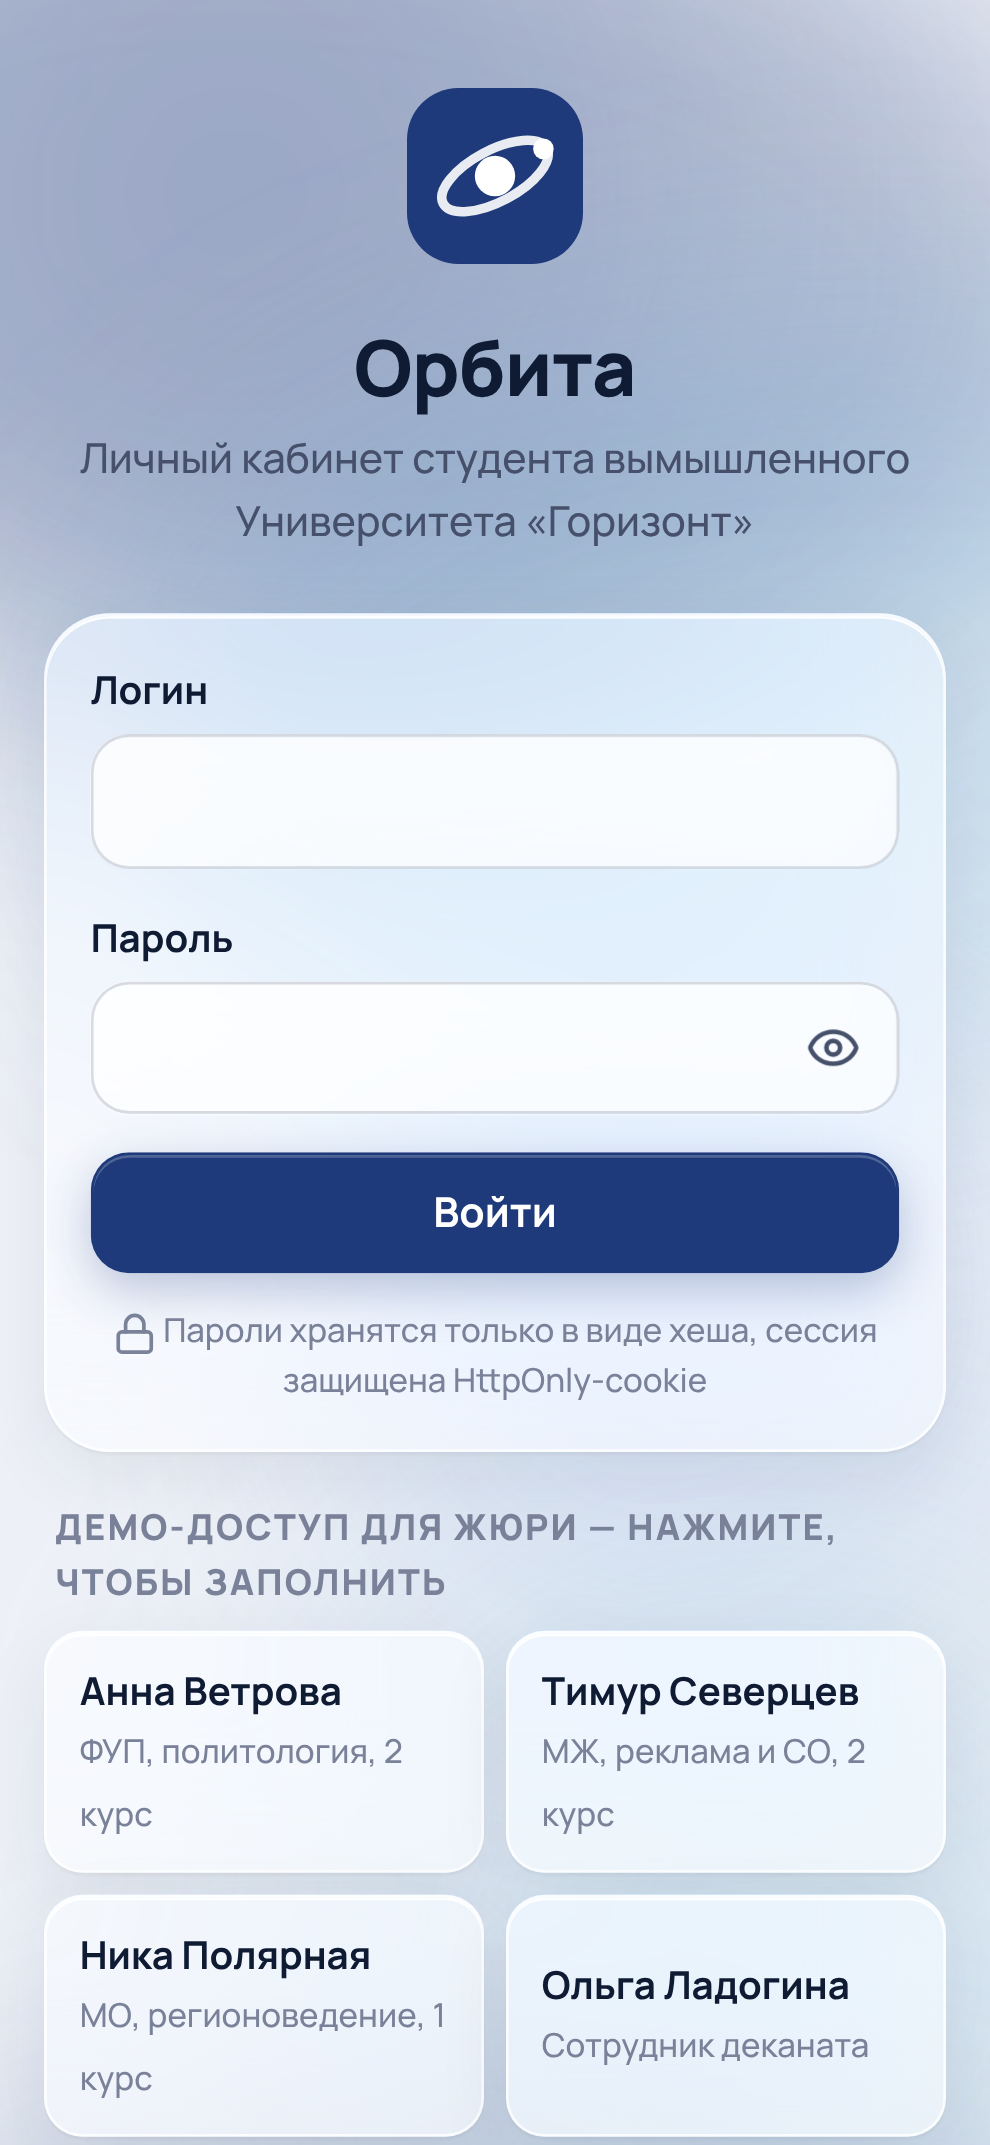 Орбита
Личный кабинет студента вымышленного
Университета «Горизонт»
Логин
Пароль
Войти
Пароли хранятся только в виде хеша, сессия
защищена HttpOnly-cookie
ДЕМО-ДОСТУП ДЛЯ ЖЮРИ — НАЖМИТЕ,
ЧТОБЫ ЗАПОЛНИТЬ
Анна Ветрова
ФУП, политология, 2
курс
Тимур Северцев
МЖ, реклама и СО, 2
курс
Ника Полярная
МО, регионоведение, 1
курс
Ольга Ладогина
Сотрудник деканата